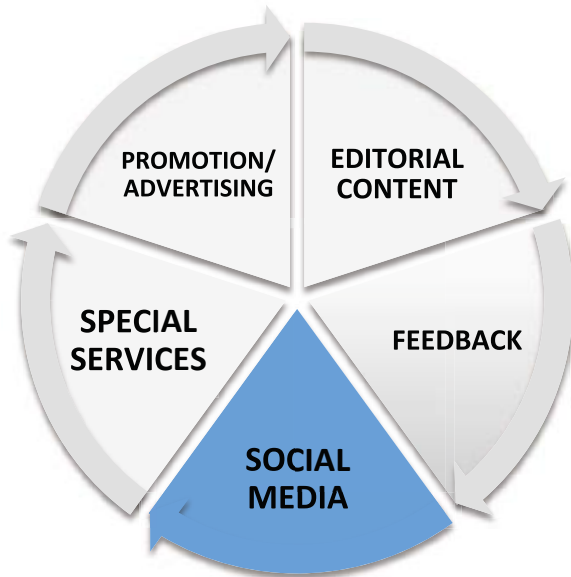 PROMOTION/
ADVERTISING
EDITORIAL
CONTENT
FEEDBACK
SOCIAL
MEDIA
SPECIAL
SERVICES